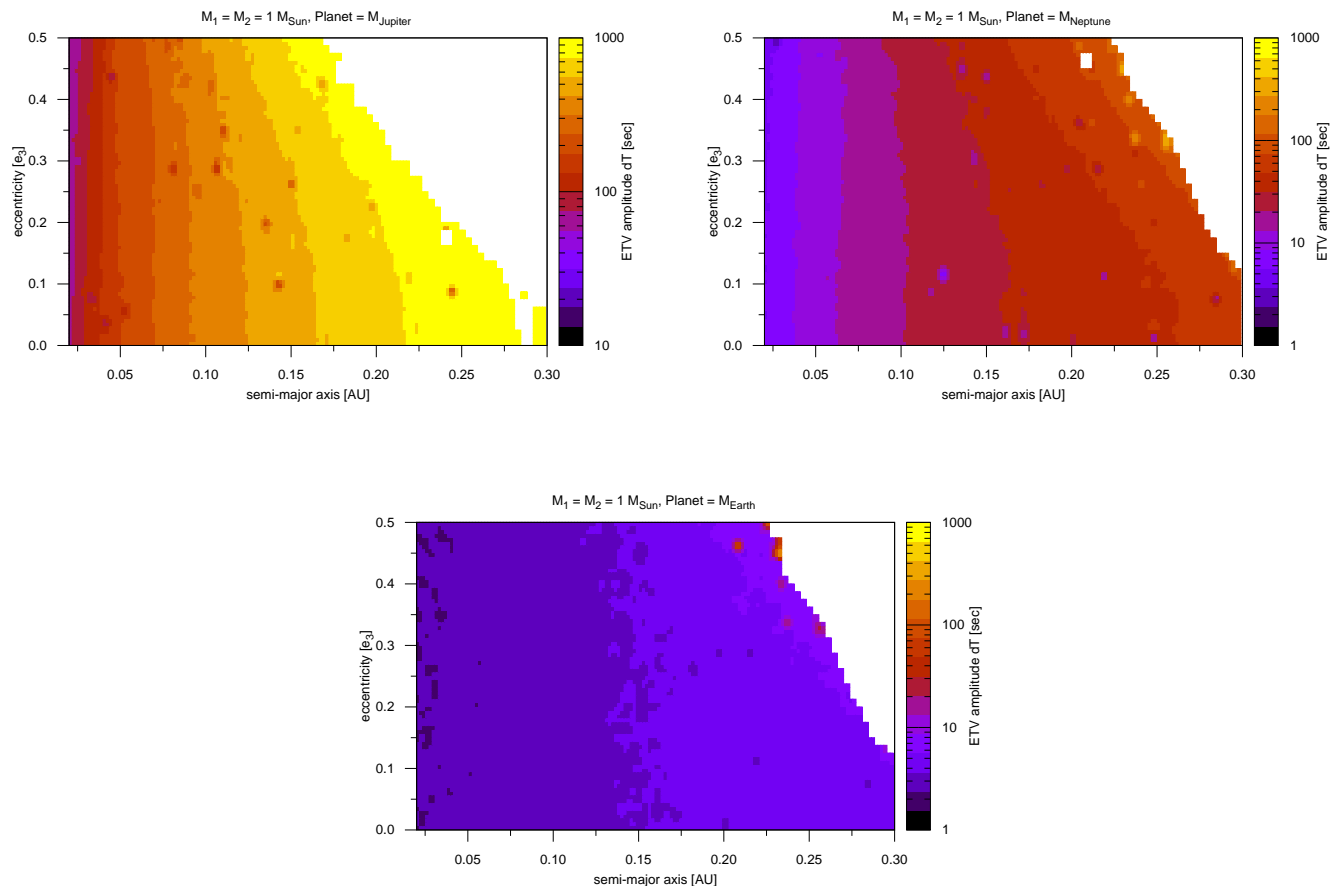 M₁ = M₂ = 1 M_Sun, Planet = M_Jupiter
0.5
0.4
0.3
0.2
0.1
0.0
eccentricity [e₃]
0.05 0.10 0.15 0.20 0.25 0.30
semi-major axis [AU]
1000
100
10
ETV amplitude dT [sec]
M₁ = M₂ = 1 M_Sun, Planet = M_Neptune
0.5
0.4
0.3
0.2
0.1
0.0
eccentricity [e₃]
0.05 0.10 0.15 0.20 0.25 0.30
semi-major axis [AU]
1000
100
10
1
ETV amplitude dT [sec]
M₁ = M₂ = 1 M_Sun, Planet = M_Earth
0.5
0.4
0.3
0.2
0.1
0.0
eccentricity [e₃]
0.05 0.10 0.15 0.20 0.25 0.30
semi-major axis [AU]
1000
100
10
1
ETV amplitude dT [sec]